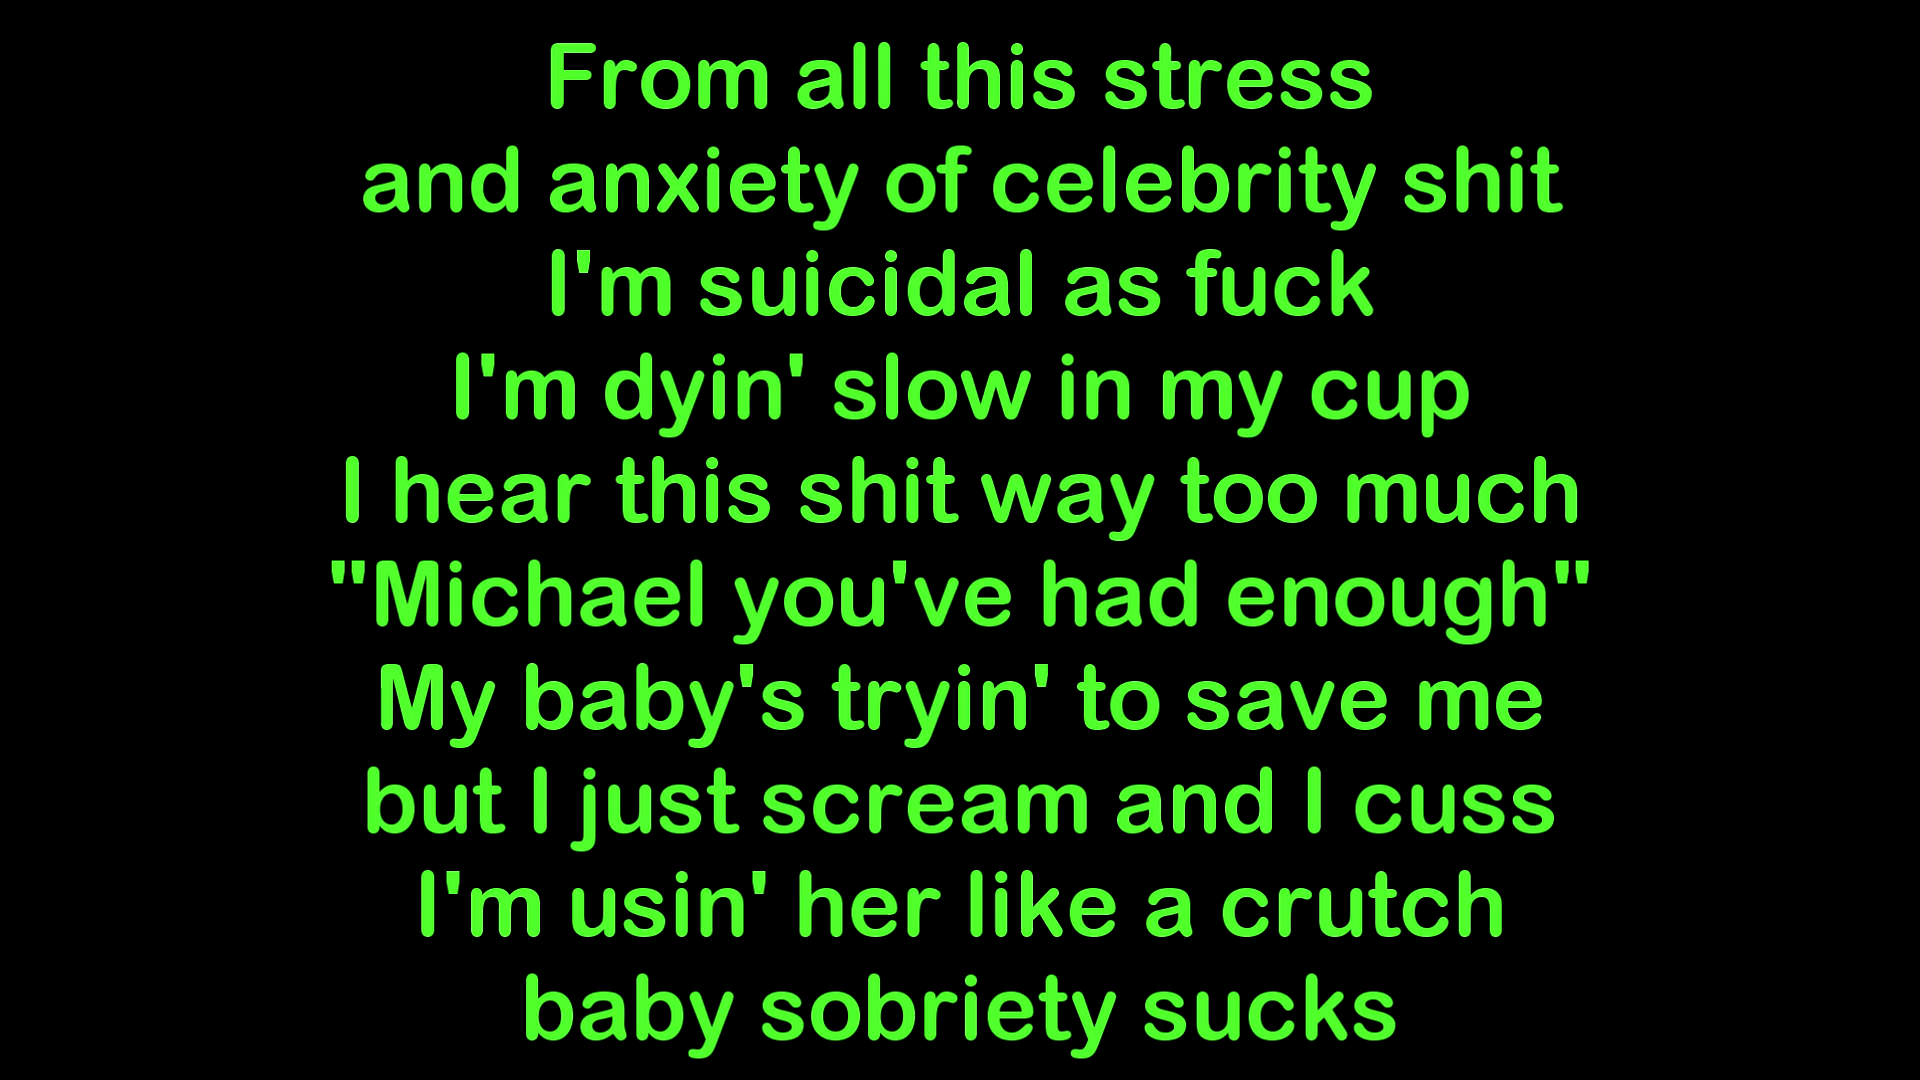 From all this stress
and anxiety of celebrity shit
I'm suicidal as fuck
I'm dyin' slow in my cup
I hear this shit way too much
"Michael you've had enough"
My baby's tryin' to save me
but I just scream and I cuss
I'm usin' her like a crutch
baby sobriety sucks